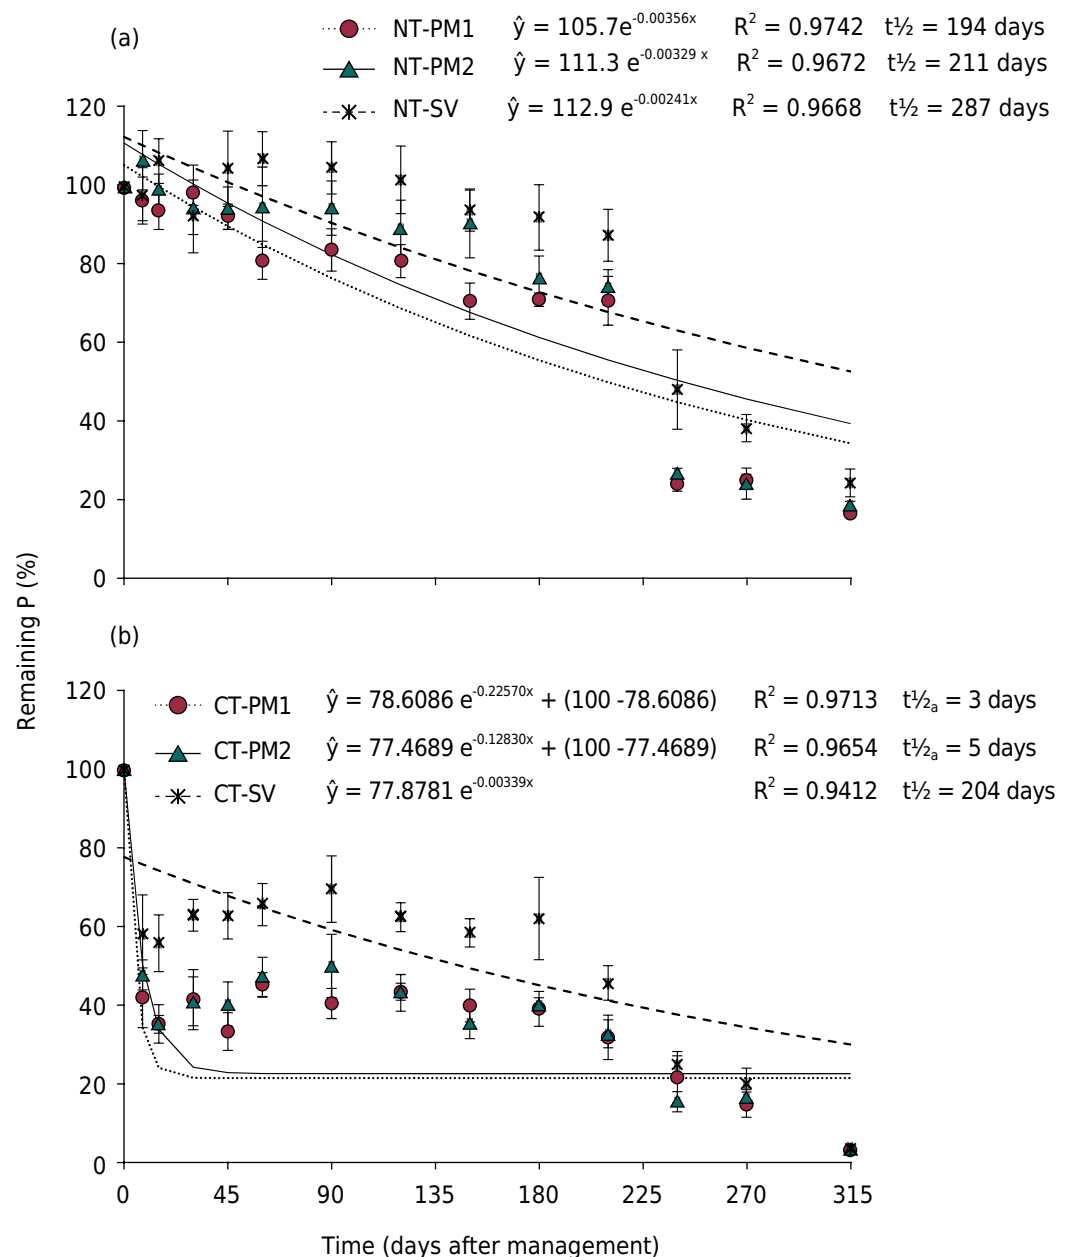 (a)
NT-PM1 ŷ = 105.7e^-0.00356x R² = 0.9742 t½ = 194 days
NT-PM2 ŷ = 111.3 e^-0.00329 x R² = 0.9672 t½ = 211 days
NT-SV ŷ = 112.9 e^-0.00241x R² = 0.9668 t½ = 287 days
120
100
80
60
40
20
0
Remaining P (%)
(b)
CT-PM1 ŷ = 78.6086 e^-0.22570x + (100 -78.6086) R² = 0.9713 t½ₐ = 3 days
CT-PM2 ŷ = 77.4689 e^-0.12830x + (100 -77.4689) R² = 0.9654 t½ₐ = 5 days
CT-SV ŷ = 77.8781 e^-0.00339x R² = 0.9412 t½ = 204 days
120
100
80
60
40
20
0
0 45 90 135 180 225 270 315
Time (days after management)